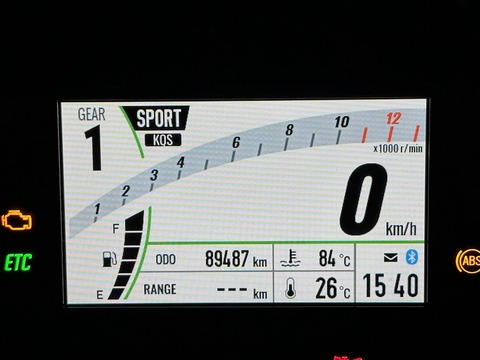 GEAR
SPORT
KQS
1
1 2 3 4 6 8 10 12
x1000 r/min
0 km/h
F
E
ODO 89487 km
RANGE --- km
84 °C
26 °C
15 40
ETC
ABS